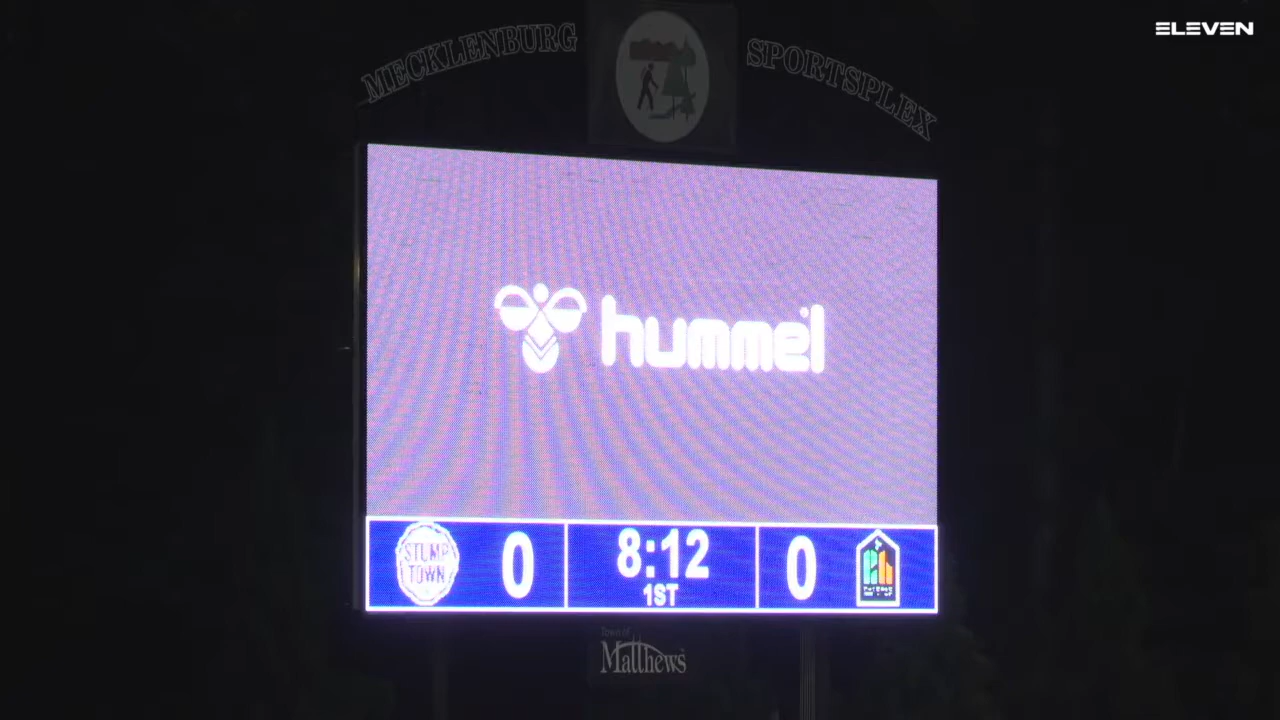 ELEVEN
MECKLENBURG SPORTSPLEX
hummel
STUMP
TOWN
0
8:12
1ST
0
Town of
Matthews